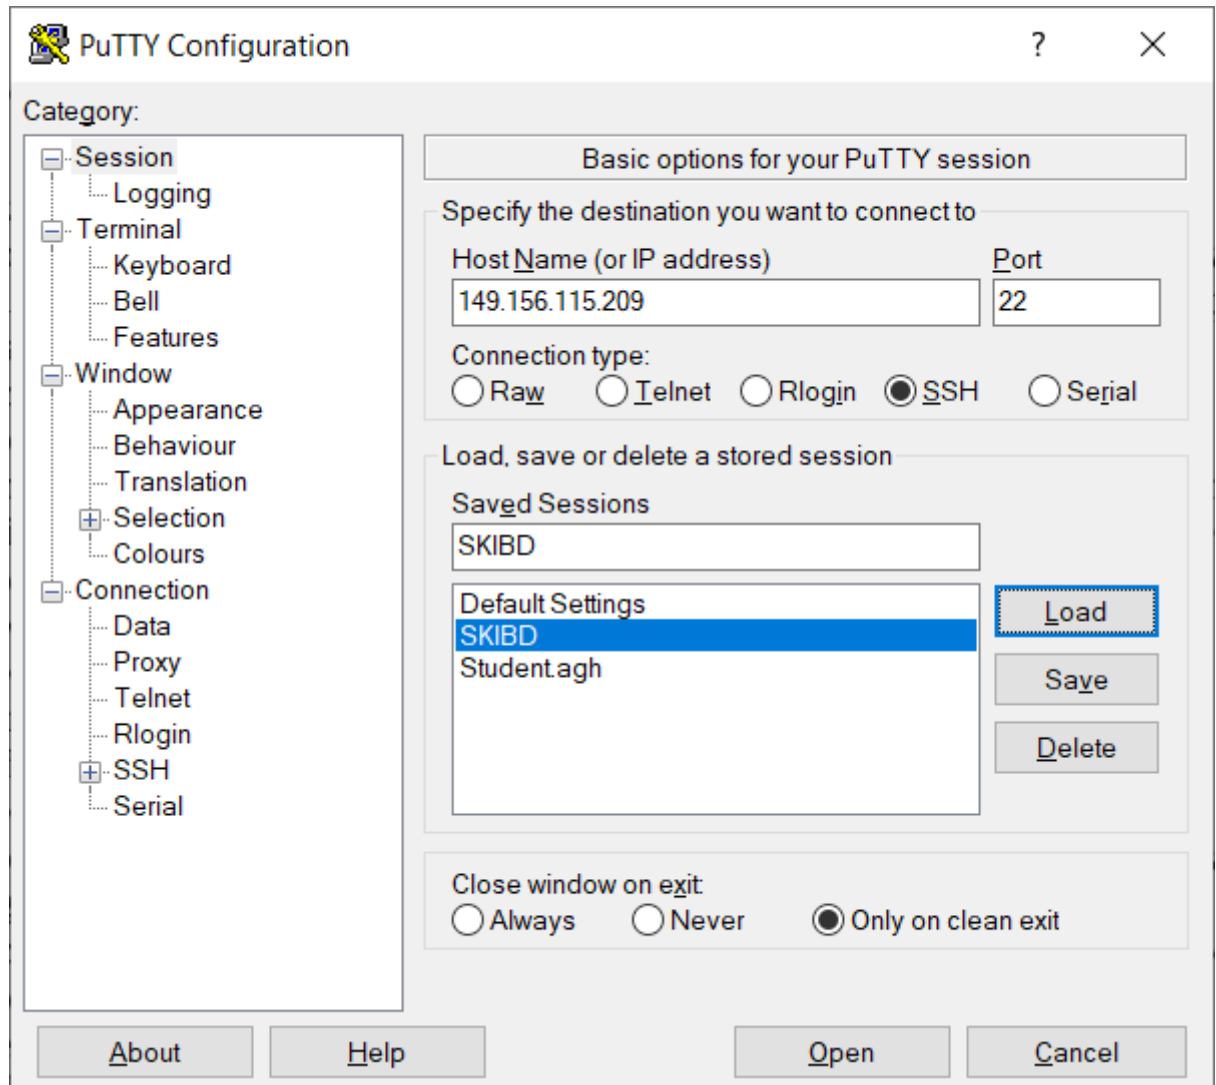 PuTTY Configuration
?
Category:
Session
Logging
Terminal
Keyboard
Bell
Features
Window
Appearance
Behaviour
Translation
Selection
Colours
Connection
Data
Proxy
Telnet
Rlogin
SSH
Serial
Basic options for your PuTTY session
Specify the destination you want to connect to
Host Name (or IP address) Port
149.156.115.209 22
Connection type:
Raw Telnet Rlogin SSH Serial
Load, save or delete a stored session
Saved Sessions
SKIBD
Default Settings
SKIBD
Student.agh
Load
Save
Delete
Close window on exit:
Always Never Only on clean exit
About Help Open Cancel